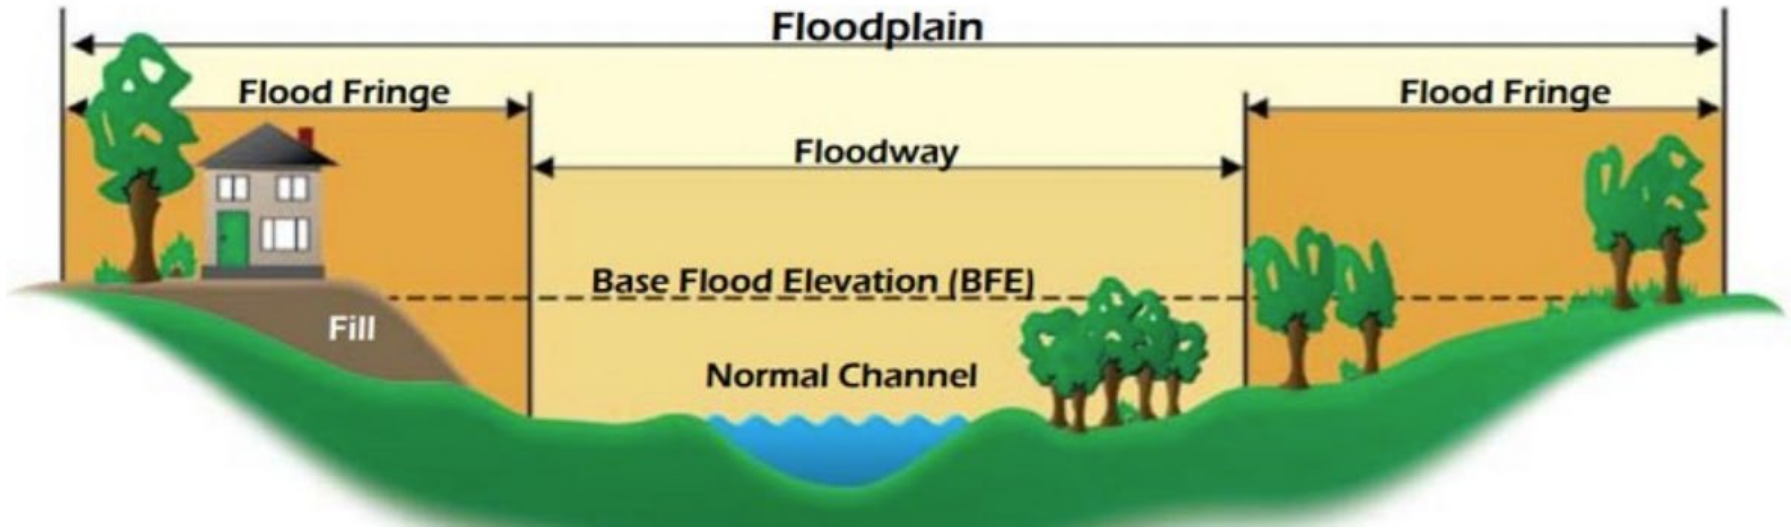 Floodplain
Flood Fringe
Flood Fringe
Floodway
Base Flood Elevation (BFE)
Fill
Normal Channel